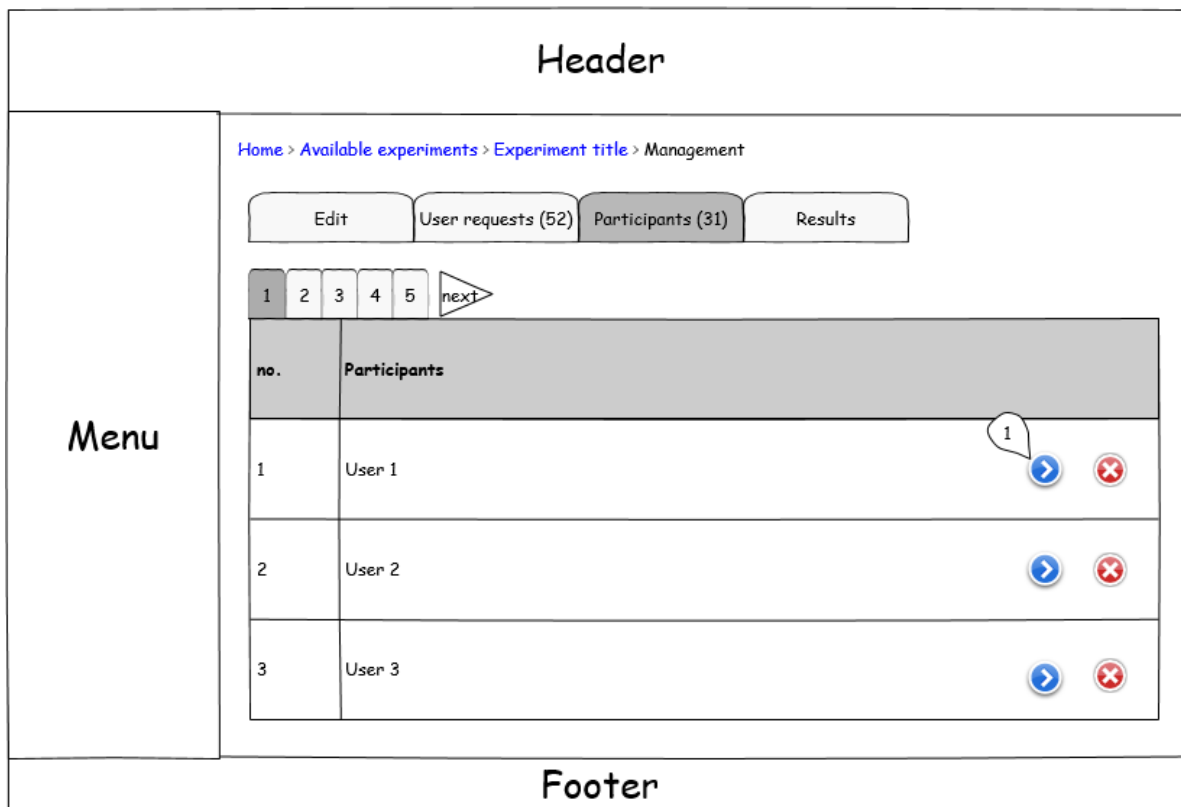 Header
Home > Available experiments > Experiment title > Management
Edit User requests (52) Participants (31) Results
1 2 3 4 5 next
no. Participants
Menu
1
1 User 1
2 User 2
3 User 3
Footer